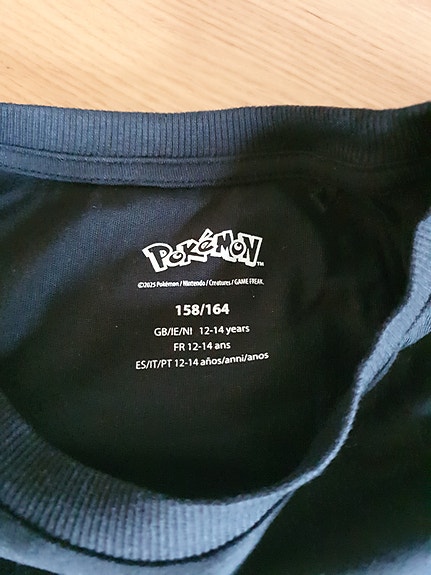 POKéMON™
©2025 Pokémon / Nintendo / Creatures / GAME FREAK.
158/164
GB/IE/NI 12-14 years
FR 12-14 ans
ES/IT/PT 12-14 años/anni/anos